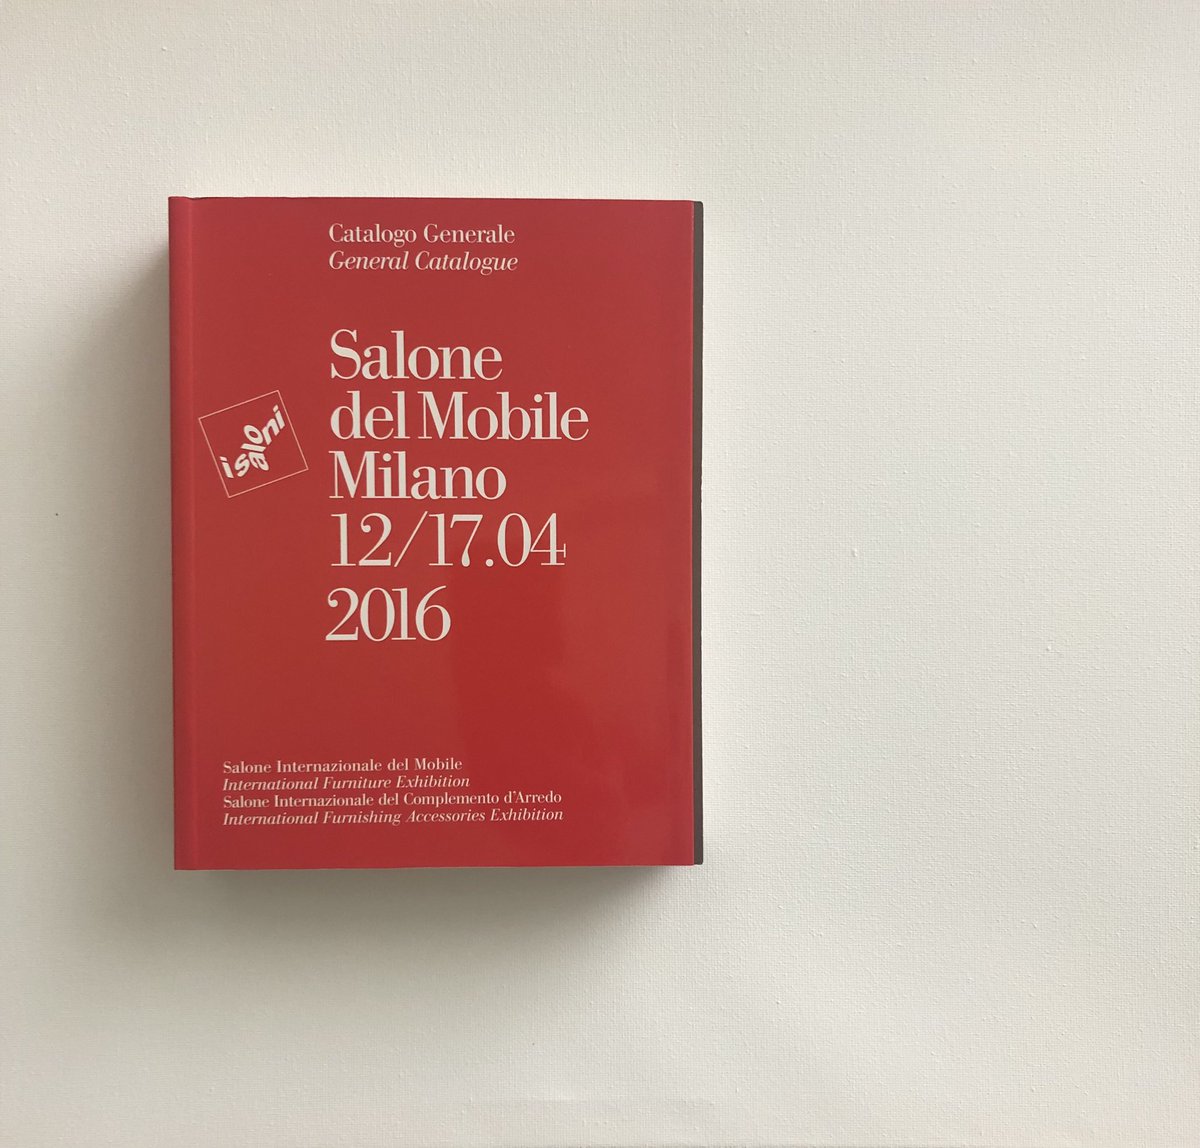 Catalogo Generale
General Catalogue
Salone
del Mobile
Milano
12/17.04
2016
i saloni
Salone Internazionale del Mobile
International Furniture Exhibition
Salone Internazionale del Complemento d'Arredo
International Furnishing Accessories Exhibition